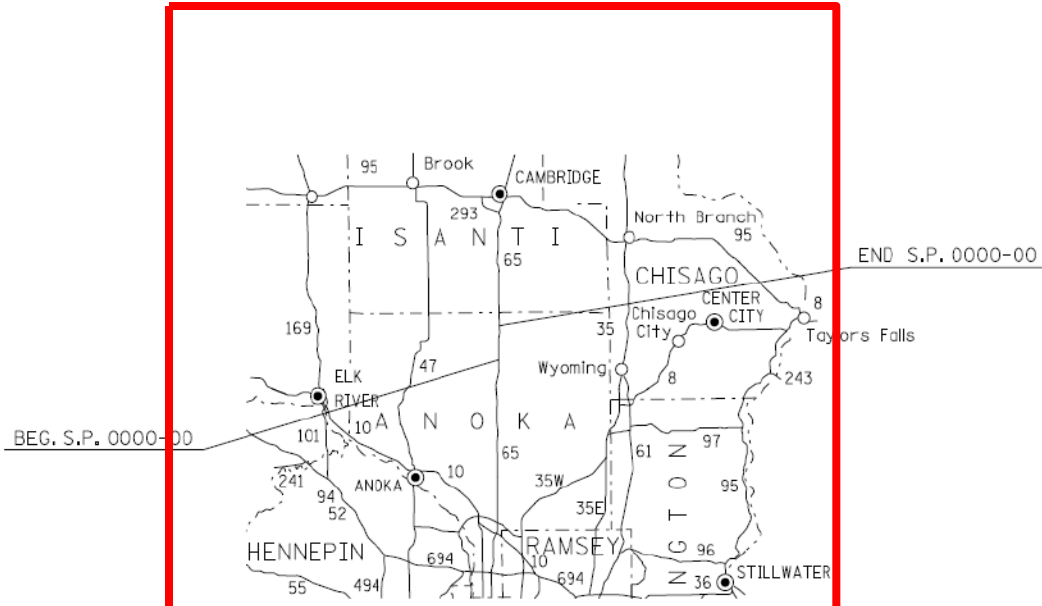 95
Brook
CAMBRIDGE
293
North Branch
95
I S A N T I
65
END S.P. 0000-00
CHISAGO
8
CENTER
CITY
Chisago
City
169
35
Taylors Falls
47
Wyoming
8
243
ELK
RIVER
BEG. S.P. 0000-00
101
10
A N O K A
65
61
97
241
94
52
ANOKA
10
35W
35E
95
NGTON
HENNEPIN
694
RAMSEY
10
96
55
494
694
36
STILLWATER